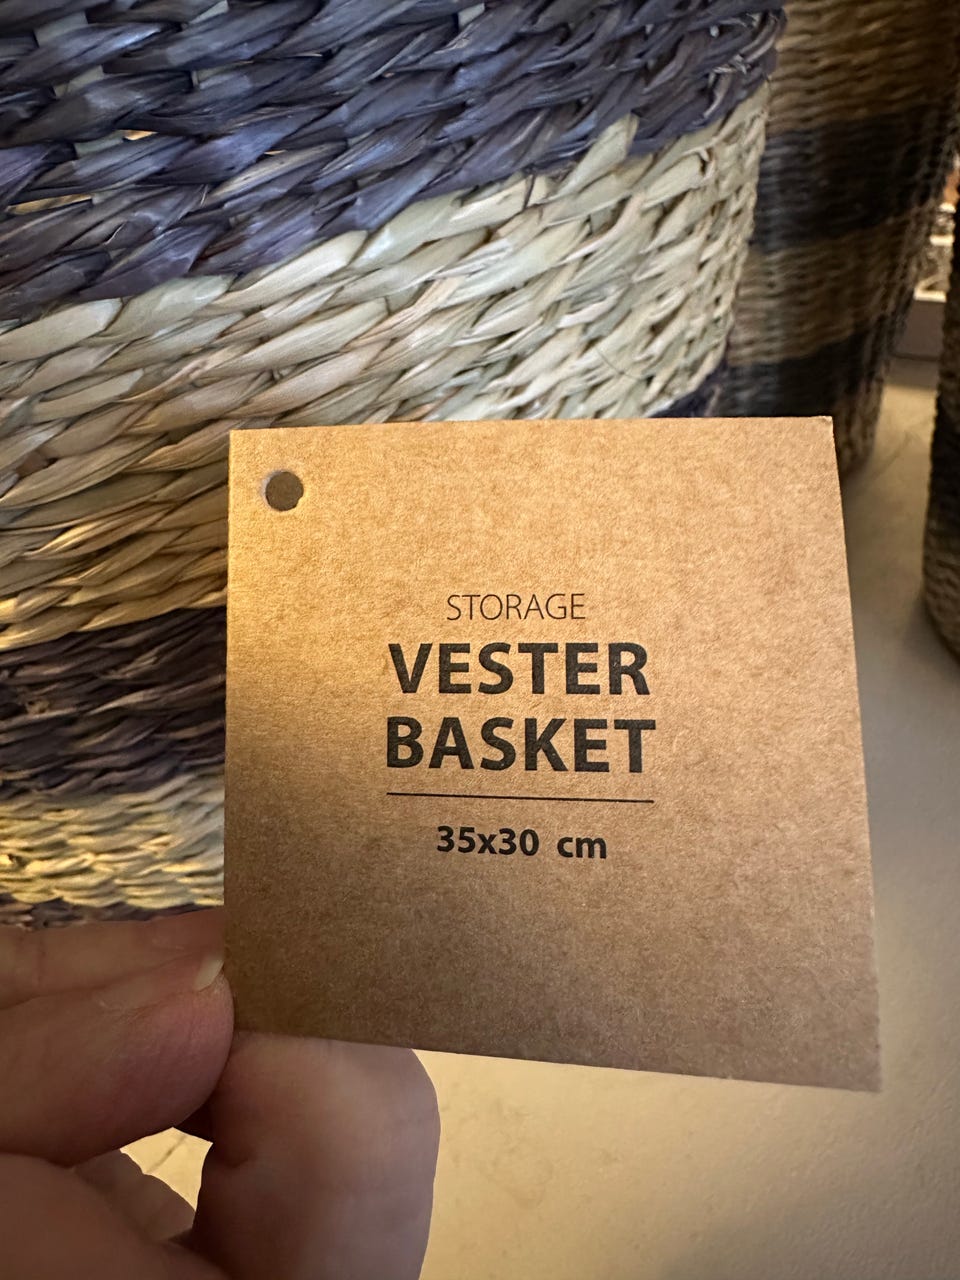 STORAGE
VESTER
BASKET
35x30 cm